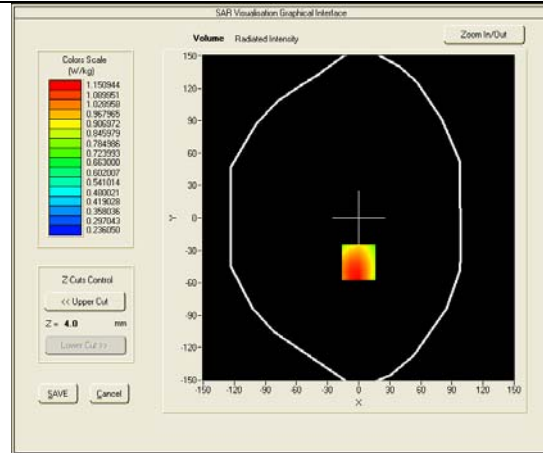 SAR Visualisation Graphical Interface
Volume Radiated Intensity
Zoom In/Out
Colors Scale
(W/kg)
1.150944
1.089951
1.028958
0.967965
0.906972
0.845979
0.784986
0.723993
0.663000
0.602007
0.541014
0.480021
0.419028
0.358036
0.297043
0.236050
Z Cuts Control
<< Upper Cut
Z = 4.0 mm
Lower Cut >>
SAVE
Cancel
150-
120-
90-
60-
30-
0-
-30-
-60-
-90-
-120-
-150-
Y
-150 -120 -90 -60 -30 0 30 60 90 120 150
X